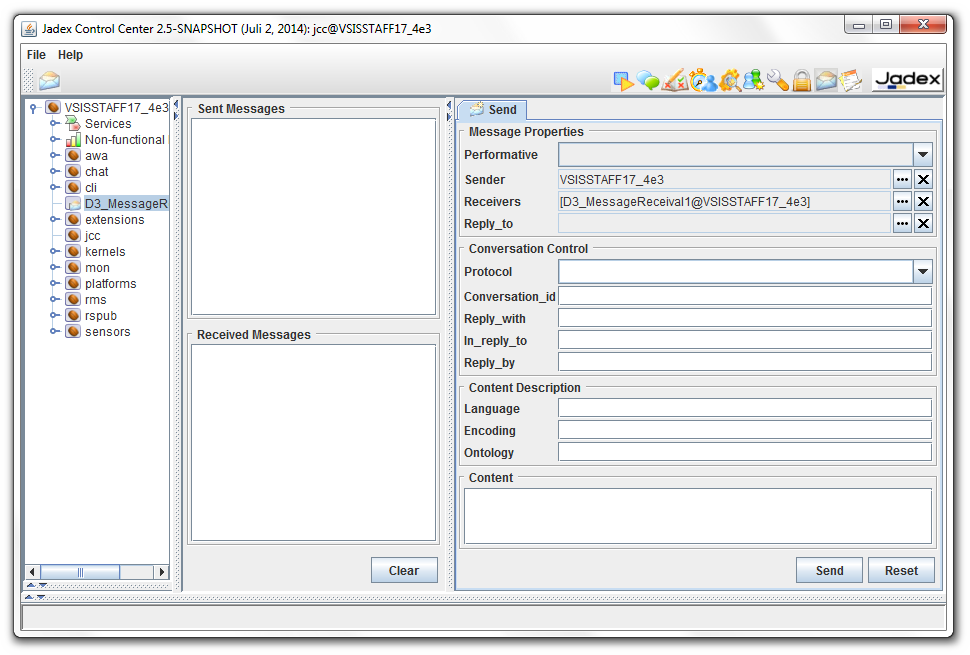 Jadex Control Center 2.5-SNAPSHOT (Juli 2, 2014): jcc@VSISSTAFF17_4e3
File Help
Jadex
VSISSTAFF17_4e3
Services
Non-functional
awa
chat
cli
D3_MessageR
extensions
jcc
kernels
mon
platforms
rms
rspub
sensors
Sent Messages
Received Messages
Clear
Send
Message Properties
Performative
Sender VSISSTAFF17_4e3
Receivers [D3_MessageReceival1@VSISSTAFF17_4e3]
Reply_to
Conversation Control
Protocol
Conversation_id
Reply_with
In_reply_to
Reply_by
Content Description
Language
Encoding
Ontology
Content
Send Reset